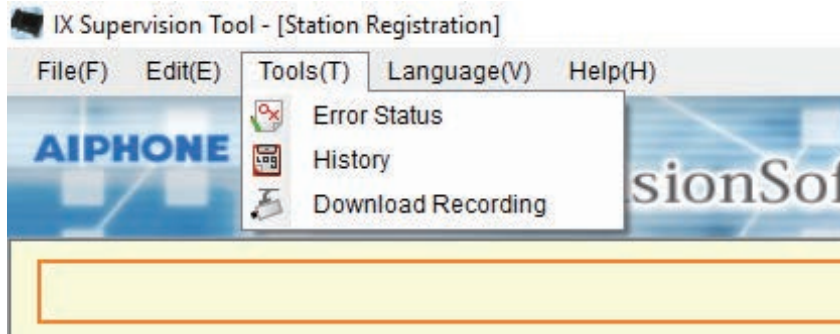 IX Supervision Tool - [Station Registration]
File(F) Edit(E) Tools(T) Language(V) Help(H)
AIPHONE sionSof
Error Status
History
Download Recording